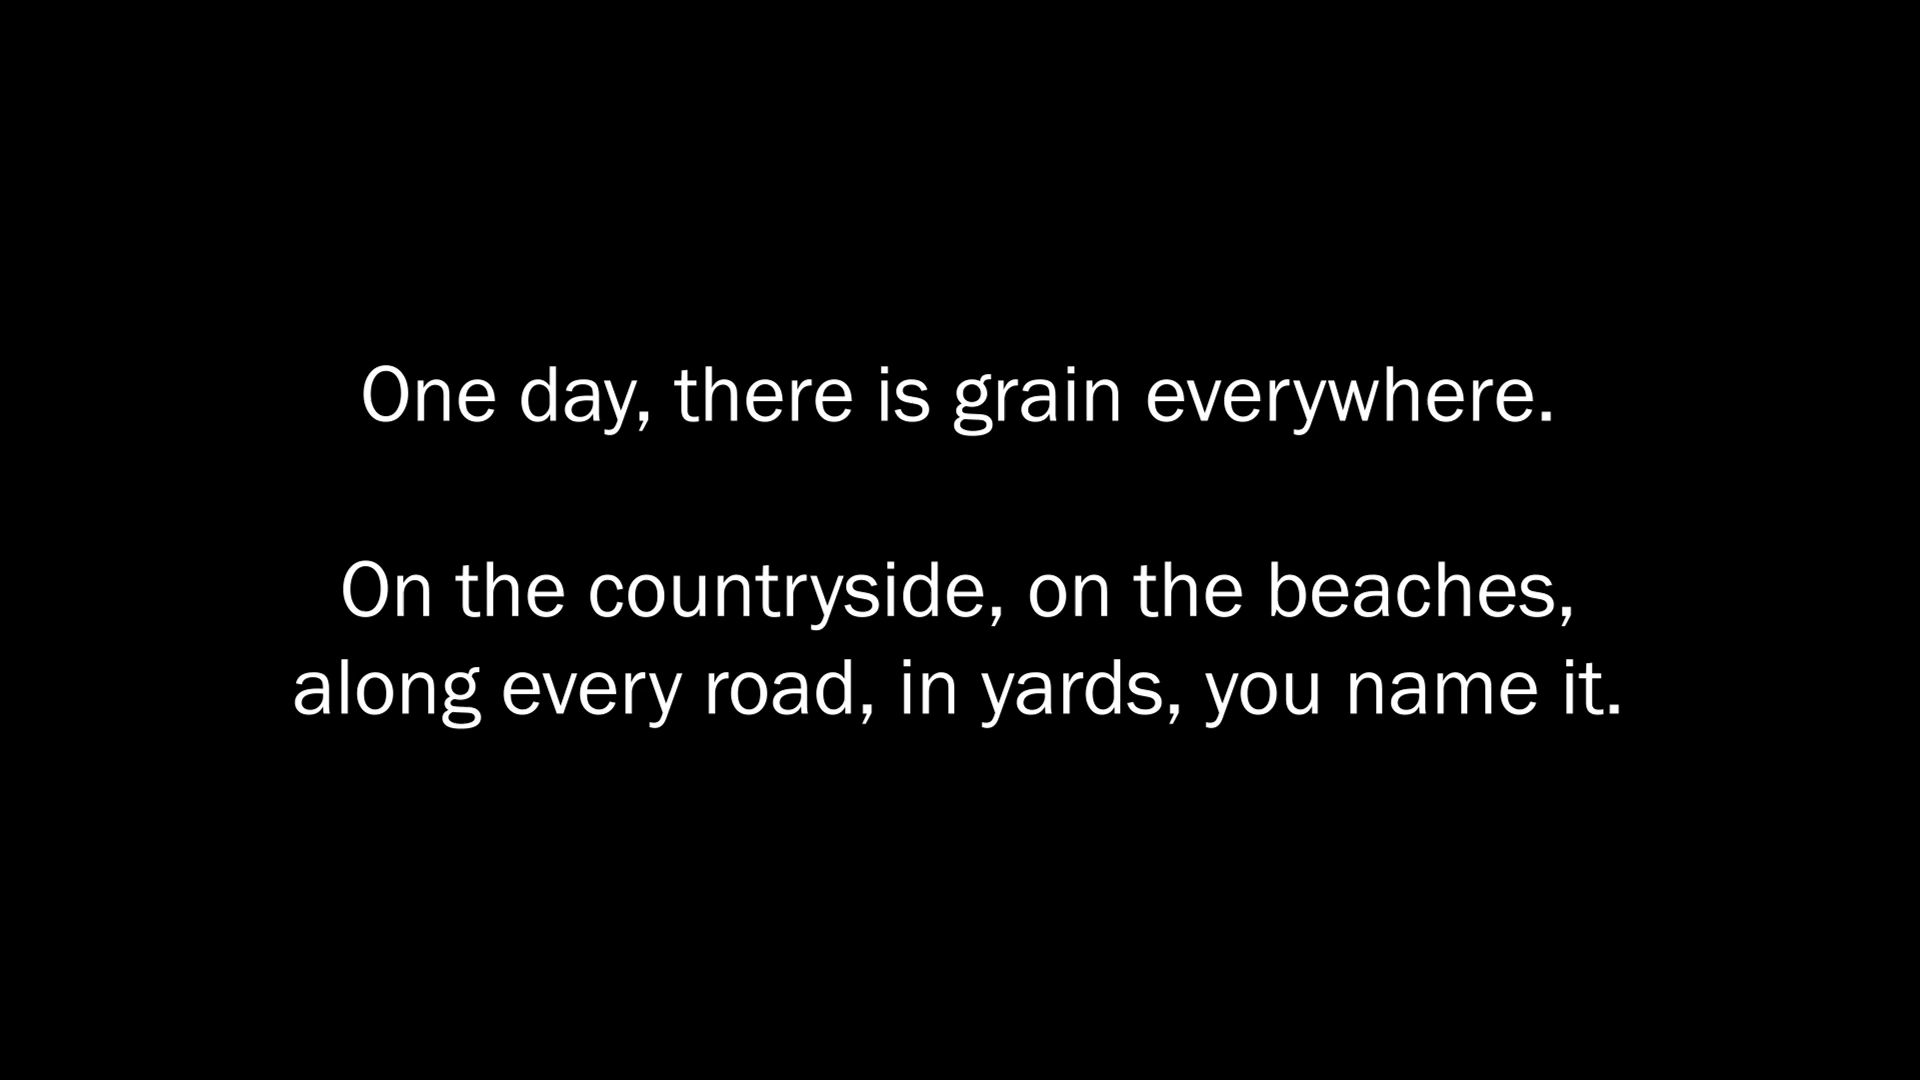 One day, there is grain everywhere.
On the countryside, on the beaches,
along every road, in yards, you name it.